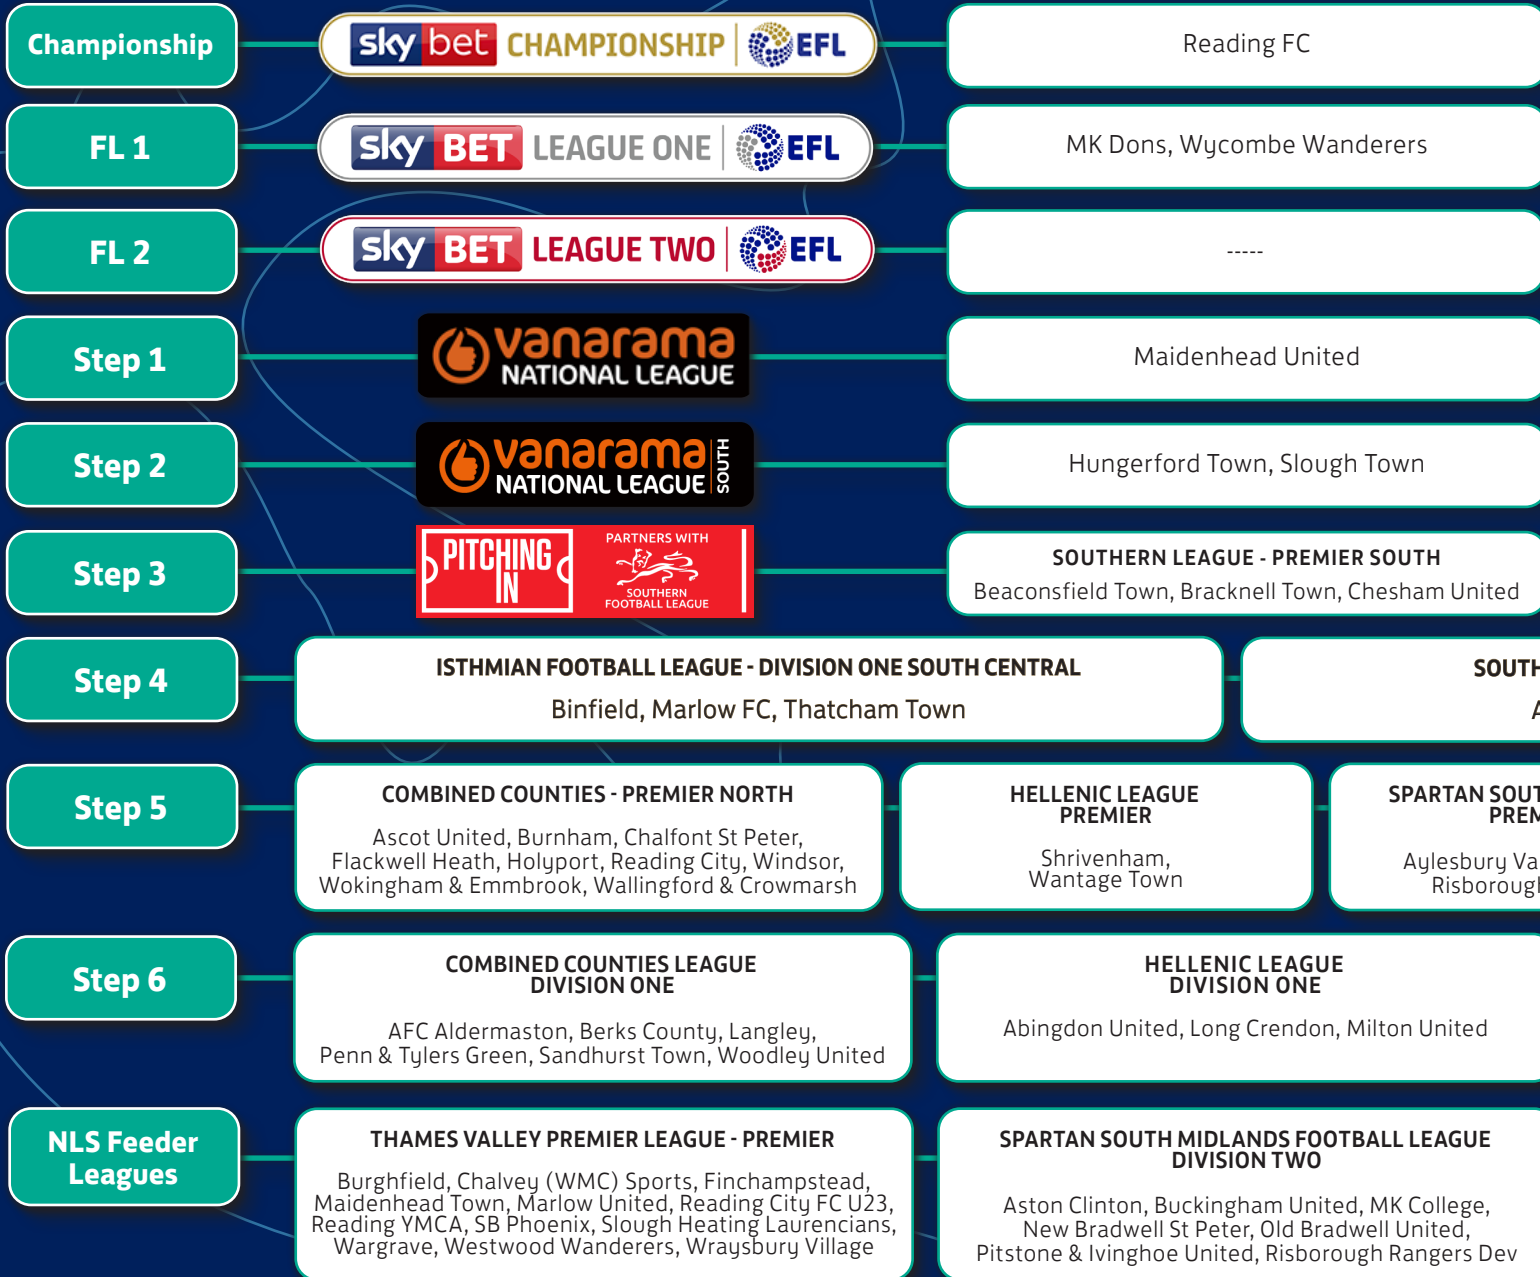 Championship
sky bet CHAMPIONSHIP EFL
Reading FC
FL 1
sky BET LEAGUE ONE EFL
MK Dons, Wycombe Wanderers
FL 2
sky BET LEAGUE TWO EFL
-----
Step 1
vanarama
NATIONAL LEAGUE
Maidenhead United
Step 2
vanarama
NATIONAL LEAGUE SOUTH
Hungerford Town, Slough Town
Step 3
PITCHING
IN
PARTNERS WITH
SOUTHERN
FOOTBALL LEAGUE
SOUTHERN LEAGUE - PREMIER SOUTH
Beaconsfield Town, Bracknell Town, Chesham United
Step 4
ISTHMIAN FOOTBALL LEAGUE - DIVISION ONE SOUTH CENTRAL
Binfield, Marlow FC, Thatcham Town
SOUTH
A
Step 5
COMBINED COUNTIES - PREMIER NORTH
Ascot United, Burnham, Chalfont St Peter,
Flackwell Heath, Holyport, Reading City, Windsor,
Wokingham & Emmbrook, Wallingford & Crowmarsh
HELLENIC LEAGUE
PREMIER
Shrivenham,
Wantage Town
SPARTAN SOUT
PREM
Aylesbury Va
Risborough
Step 6
COMBINED COUNTIES LEAGUE
DIVISION ONE
AFC Aldermaston, Berks County, Langley,
Penn & Tylers Green, Sandhurst Town, Woodley United
HELLENIC LEAGUE
DIVISION ONE
Abingdon United, Long Crendon, Milton United
NLS Feeder
Leagues
THAMES VALLEY PREMIER LEAGUE - PREMIER
Burghfield, Chalvey (WMC) Sports, Finchampstead,
Maidenhead Town, Marlow United, Reading City FC U23,
Reading YMCA, SB Phoenix, Slough Heating Laurencians,
Wargrave, Westwood Wanderers, Wraysbury Village
SPARTAN SOUTH MIDLANDS FOOTBALL LEAGUE
DIVISION TWO
Aston Clinton, Buckingham United, MK College,
New Bradwell St Peter, Old Bradwell United,
Pitstone & Ivinghoe United, Risborough Rangers Dev